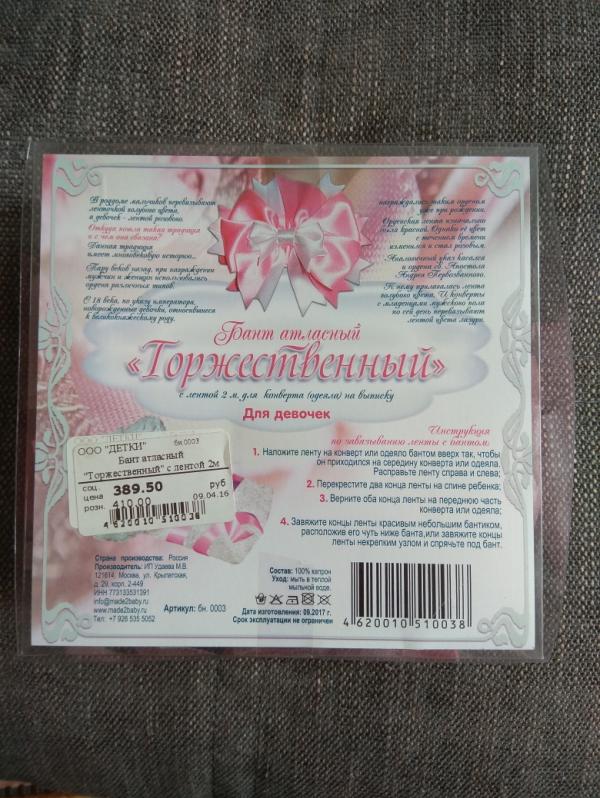 В роддоме мальчиков перевязывают
ленточкой голубого цвета,
а девочек - лентой розовой.
Откуда пошла такая традиция
и с чем она связана?
Данная традиция
имеет многовековую историю..
Пару веков назад, при награждении
мужчин и женщин использовались
ордена различных типов.
С 18 века, по указу императора,
новорожденные девочки, относившиеся
к великокняжескому роду,
награждались таким орденом
уже при рождении.
Орденская лента изначально
была красной. Однако ее цвет
с течением времени
изменился и стал розовым.
Аналогичный указ касался
и ордена св. Апостола
Андрея Первозванного.
К нему прилагалась лента
голубого цвета. И конверты
с младенцами мужского пола
по сей день перевязывают
лентой цвета лазури.
Бант атласный
«Торжественный»
с лентой 2 м. для конверта (одеяла) на выписку
Для девочек
Инструкция
по завязыванию ленты с бантом:
1. Наложите ленту на конверт или одеяло бантом вверх так, чтобы
он приходился на середину конверта или одеяла.
Расправьте ленту справа и слева;
2. Перекрестите два конца ленты на спине ребенка;
3. Верните оба конца ленты на переднюю часть
конверта или одеяла;
4. Завяжите концы ленты красивым небольшим бантиком,
расположив его чуть ниже банта,или завяжите концы
ленты некрепким узлом и спрячьте под бант.
ООО "ДЕТКИ" бн.0003
Бант атласный
"Торжественный" с лентой 2м
соц. цена 389.50 руб
розн. 410.00 09.04.16
4620010 510038
Страна производства: Россия
Производитель: ИП Удаева М.В.
121614, Москва, ул. Крылатская,
д. 29, корп. 2-449
ИНН 773133531391
info@made2baby.ru
www.made2baby.ru
Тел: +7 926 535 5052
Артикул: бн. 0003
Состав: 100% капрон
Уход: мыть в теплой
мыльной воде.
Дата изготовления: 09.2017 г.
Срок эксплуатации не ограничен
4 620010 510038